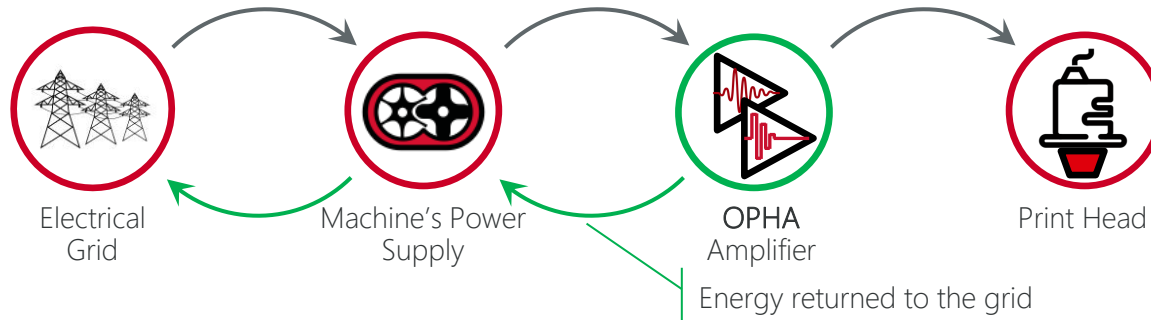 Electrical
Grid
Machine's Power
Supply
OPHA
Amplifier
Print Head
Energy returned to the grid